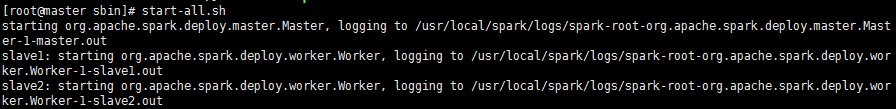 [root@master sbin]# start-all.sh
starting org.apache.spark.deploy.master.Master, logging to /usr/local/spark/logs/spark-root-org.apache.spark.deploy.master.Mast
er-1-master.out
slave1: starting org.apache.spark.deploy.worker.Worker, logging to /usr/local/spark/logs/spark-root-org.apache.spark.deploy.wor
ker.Worker-1-slave1.out
slave2: starting org.apache.spark.deploy.worker.Worker, logging to /usr/local/spark/logs/spark-root-org.apache.spark.deploy.wor
ker.Worker-1-slave2.out